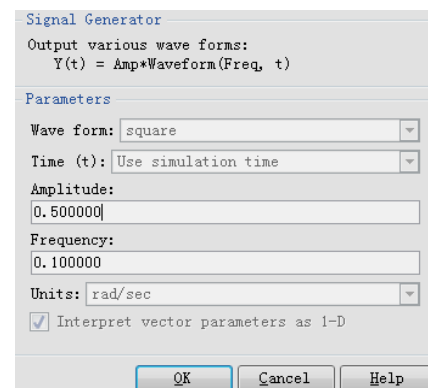 Signal Generator
Output various wave forms:
Y(t) = Amp*Waveform(Freq, t)
Parameters
Wave form: square
Time (t): Use simulation time
Amplitude:
0.500000
Frequency:
0.100000
Units: rad/sec
Interpret vector parameters as 1-D
OK Cancel Help